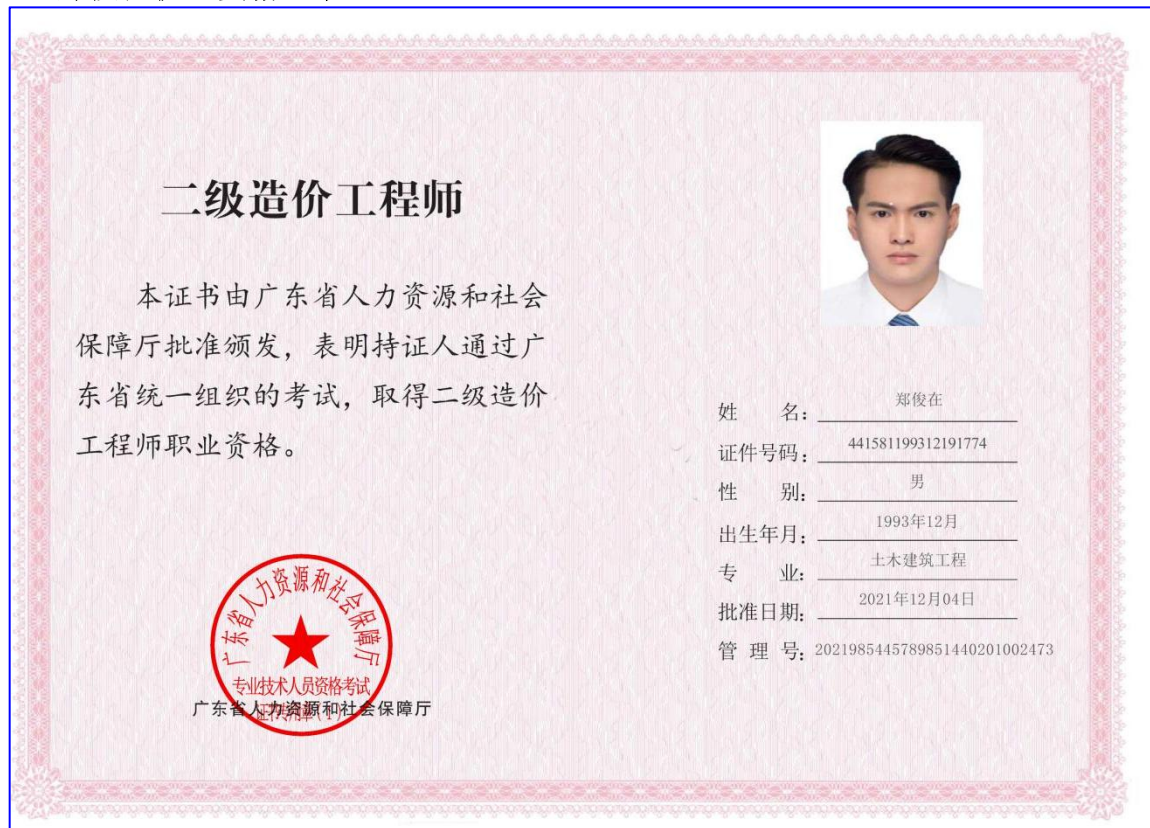 二级造价工程师
本证书由广东省人力资源和社会
保障厅批准颁发，表明持证人通过广
东省统一组织的考试，取得二级造价
工程师职业资格。
广东省人力资源和社会保障厅
专业技术人员资格考试
证书专用章（1）
广东省人力资源和社会保障厅
姓 名：郑俊在
证件号码：441581199312191774
性 别：男
出生年月：1993年12月
专 业：土木建筑工程
批准日期：2021年12月04日
管 理 号：2021985445789851440201002473